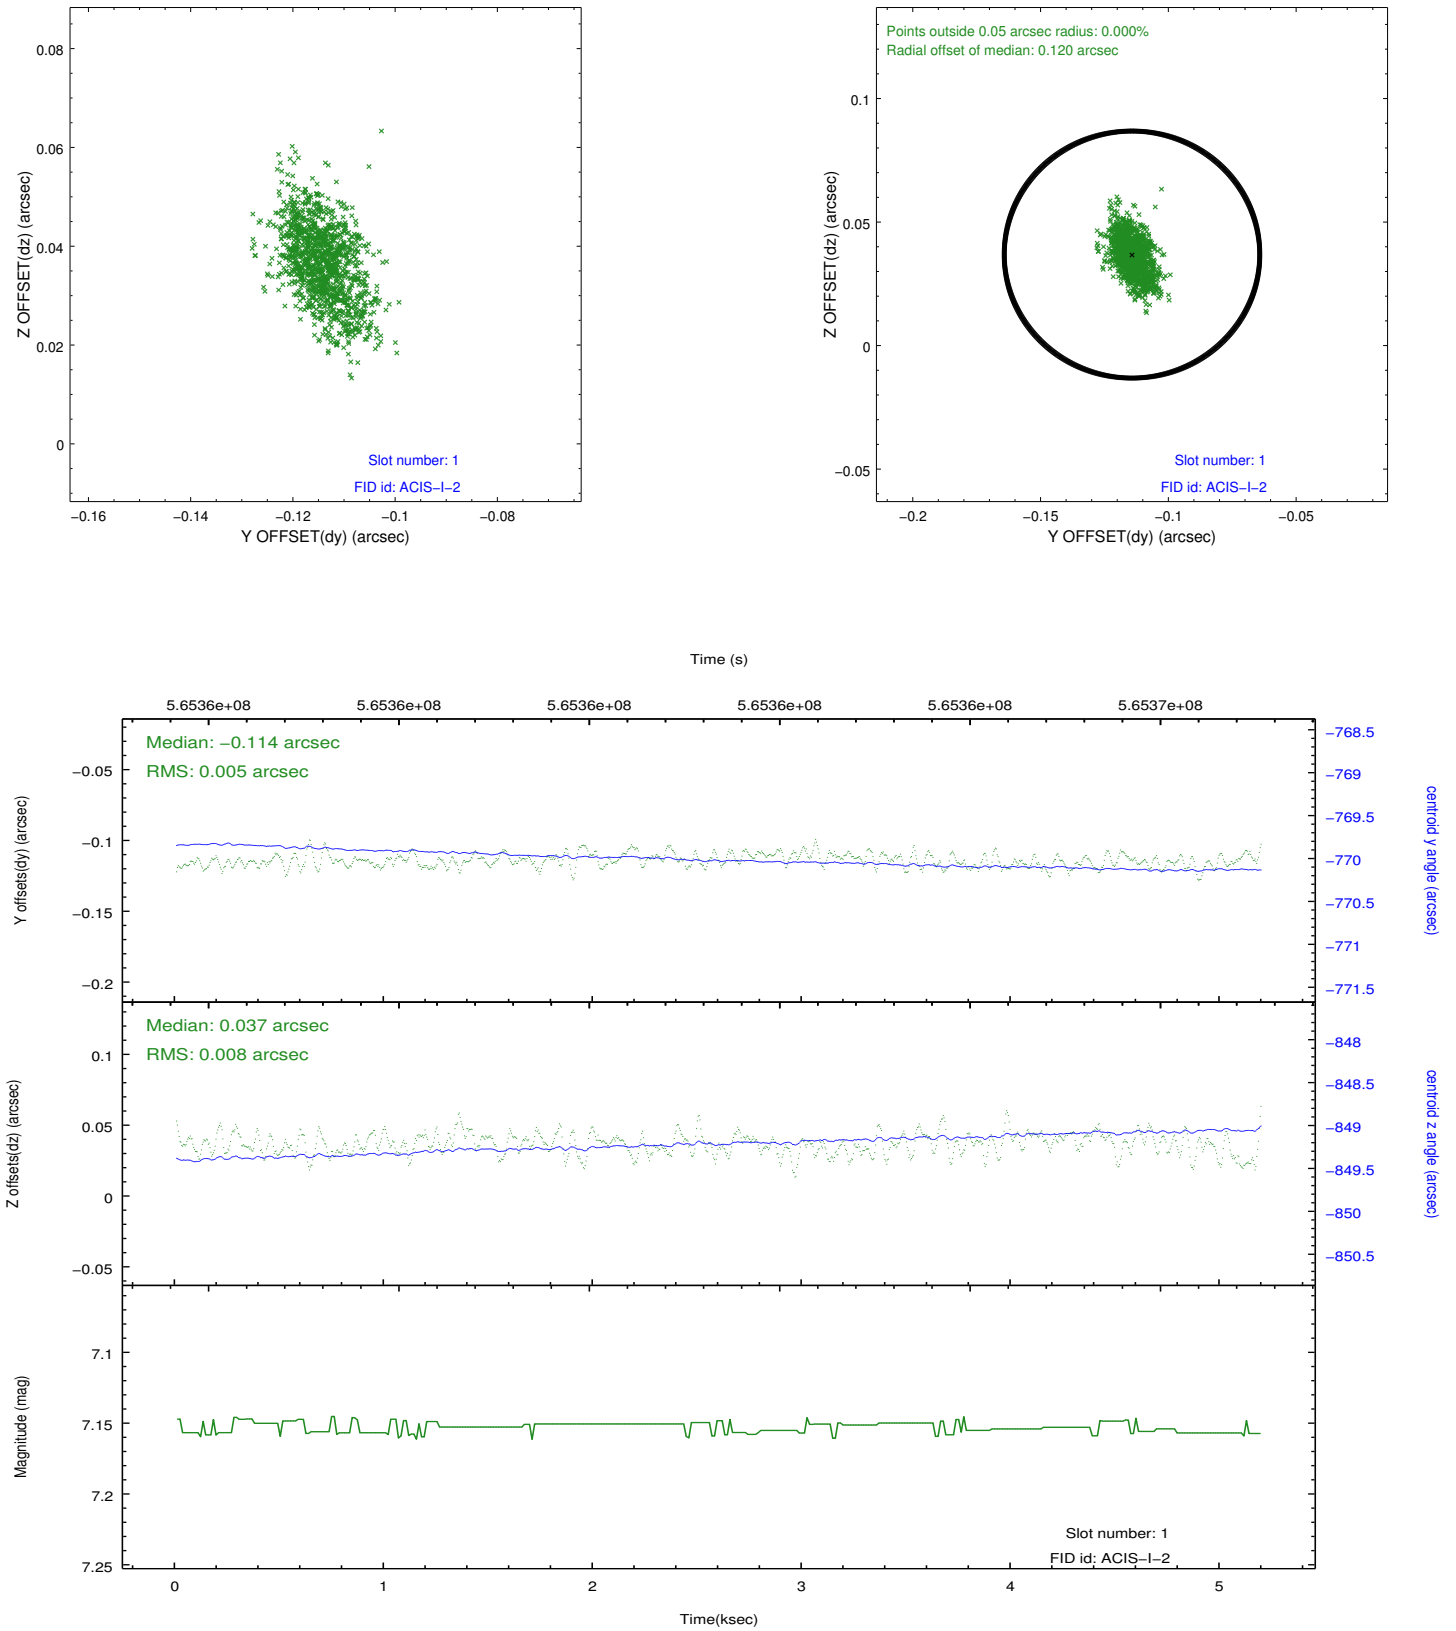 0.08
0.06
0.04
0.02
0
Z OFFSET(dz) (arcsec)
Slot number: 1
FID id: ACIS−I−2
−0.16 −0.14 −0.12 −0.1 −0.08
Y OFFSET(dy) (arcsec)
Points outside 0.05 arcsec radius: 0.000%
Radial offset of median: 0.120 arcsec
0.1
0.05
0
−0.05
Z OFFSET(dz) (arcsec)
Slot number: 1
FID id: ACIS−I−2
−0.2 −0.15 −0.1 −0.05
Y OFFSET(dy) (arcsec)
Time (s)
5.6536e+08 5.6536e+08 5.6536e+08 5.6536e+08 5.6536e+08 5.6537e+08
Median: −0.114 arcsec
RMS: 0.005 arcsec
−0.05
−0.1
−0.15
−0.2
Y offsets(dy) (arcsec)
−768.5
−769
−769.5
−770
−770.5
−771
−771.5
centroid y angle (arcsec)
Median: 0.037 arcsec
RMS: 0.008 arcsec
0.1
0.05
0
−0.05
Z offsets(dz) (arcsec)
−848
−848.5
−849
−849.5
−850
−850.5
centroid z angle (arcsec)
7.1
7.15
7.2
7.25
Magnitude (mag)
Slot number: 1
FID id: ACIS−I−2
0 1 2 3 4 5
Time(ksec)